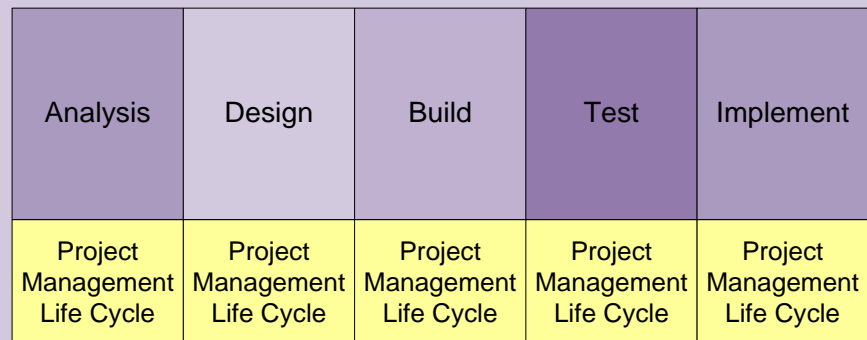 Analysis
Design
Build
Test
Implement
Project
Management
Life Cycle
Project
Management
Life Cycle
Project
Management
Life Cycle
Project
Management
Life Cycle
Project
Management
Life Cycle